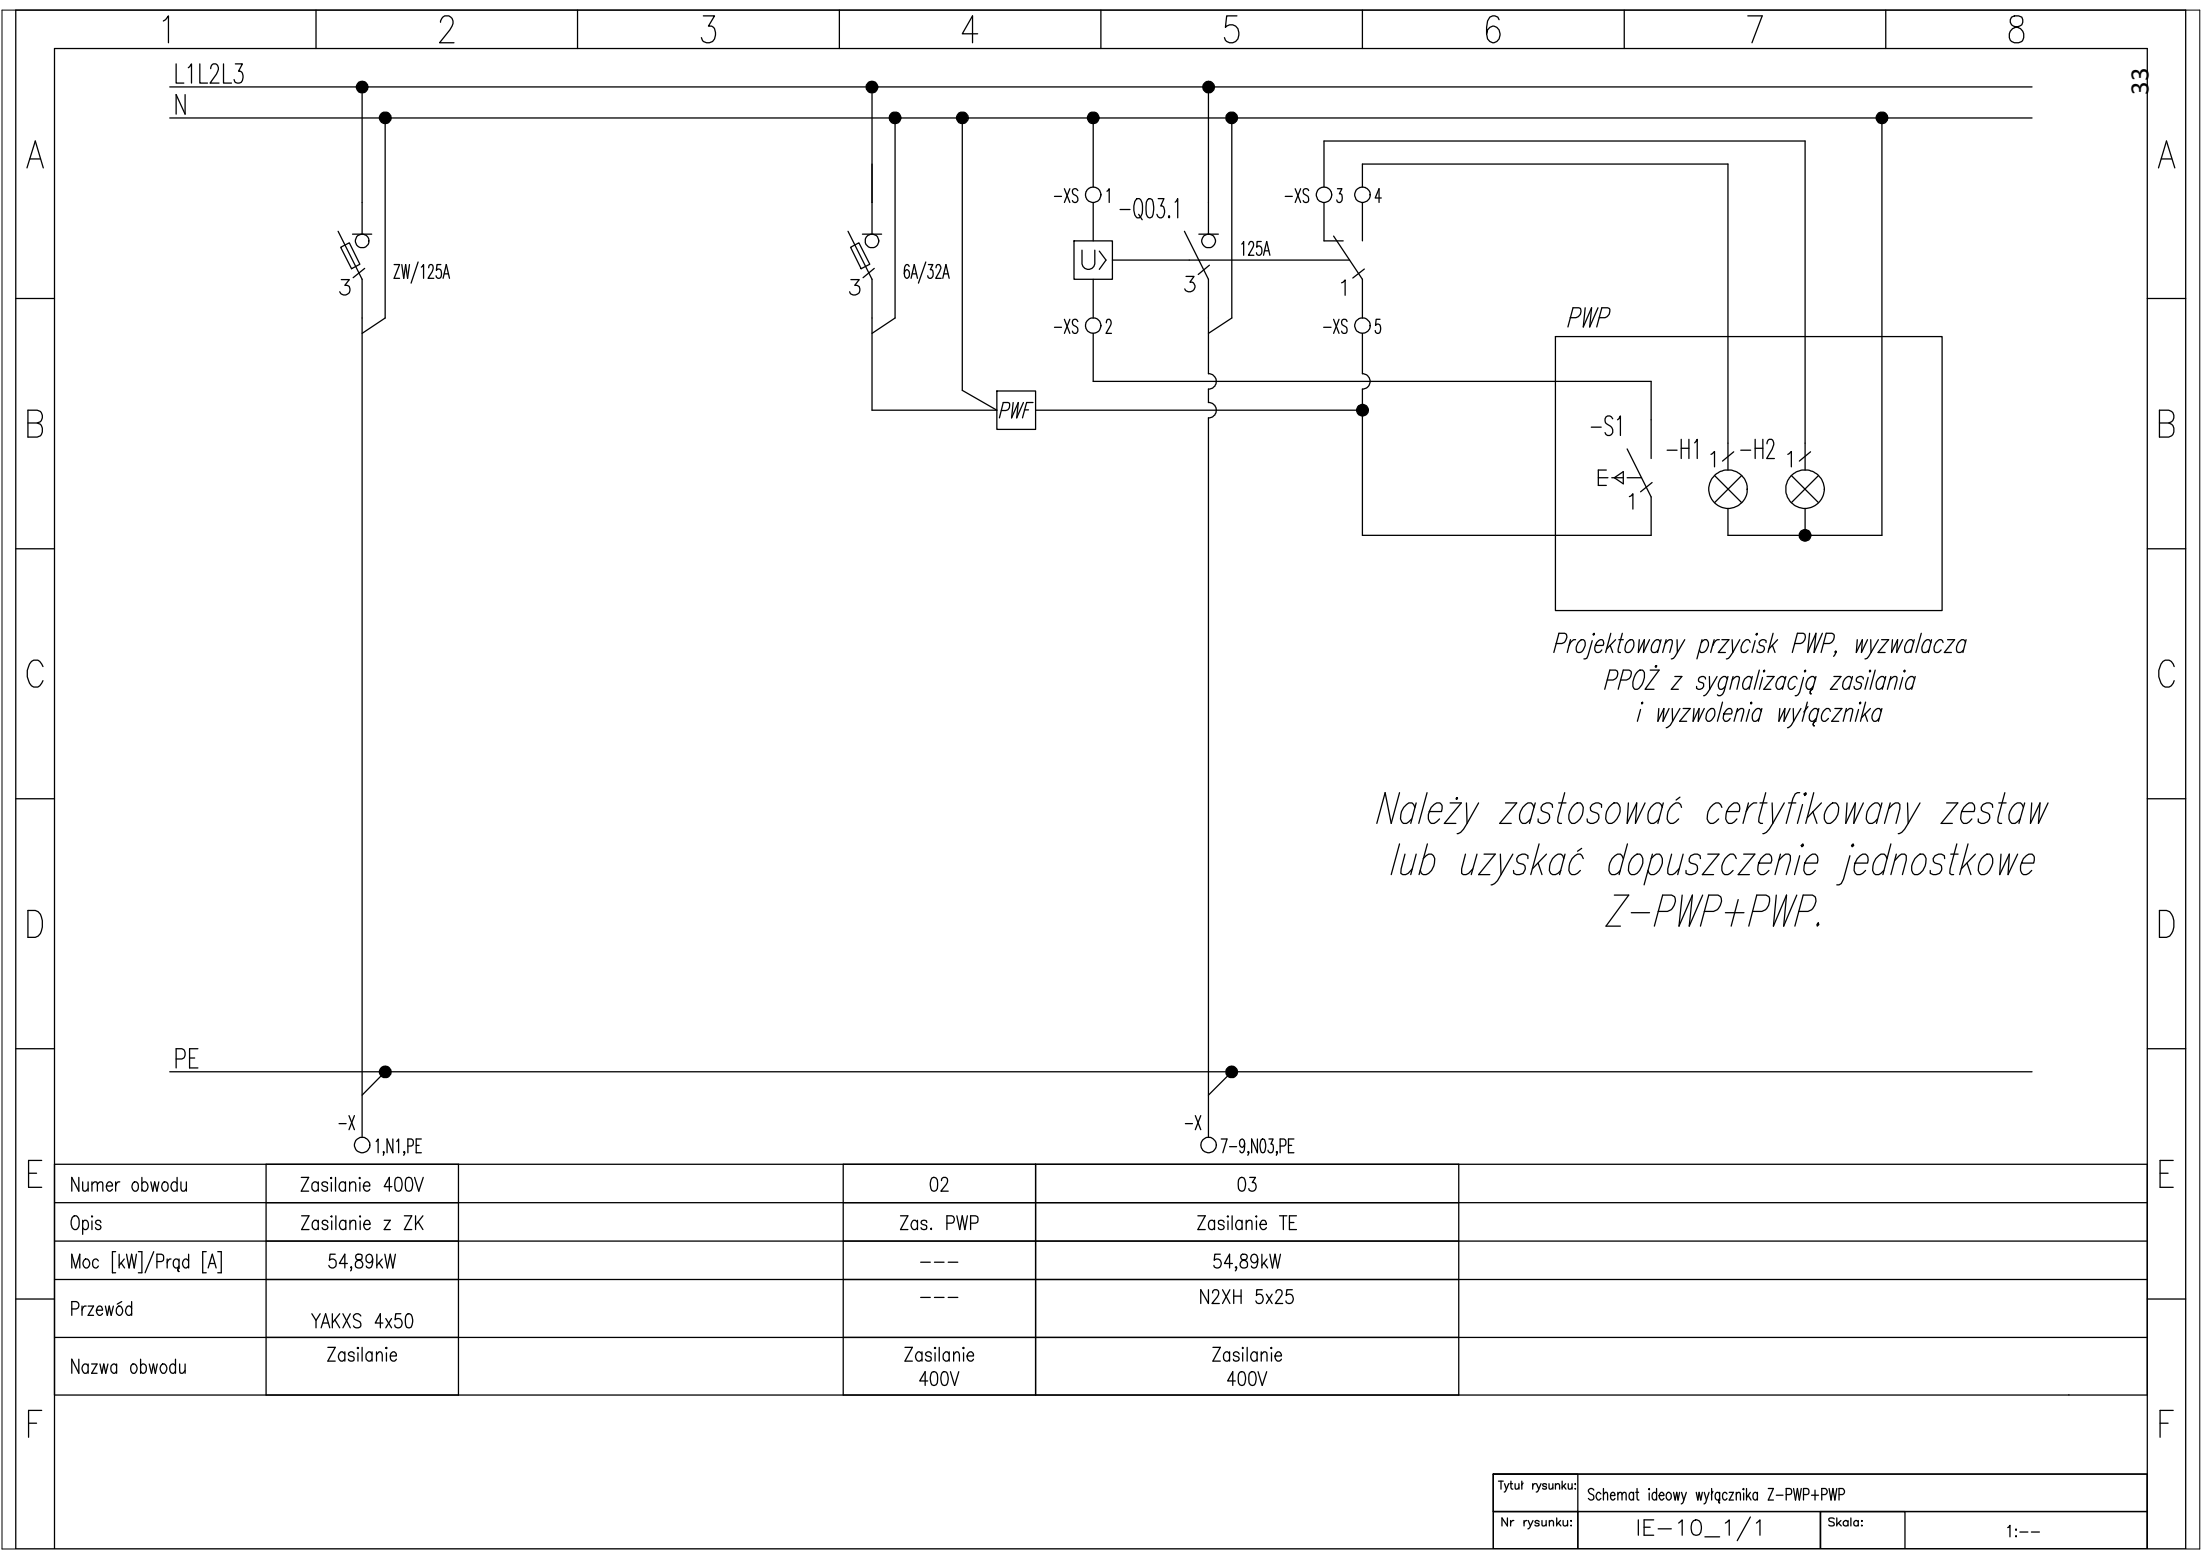 1 2 3 4 5 6 7 8
33
L1L2L3
N
A A
-XS 1
-Q03.1
-XS 3 4
125A
U>
ZW/125A
6A/32A
3 3 3 1
-XS 2
-XS 5
PWP
PWF
B B
-S1
-H1 1 -H2 1
E
1
Projektowany przycisk PWP, wyzwalacza
PPOŻ z sygnalizacją zasilania
i wyzwolenia wyłącznika
C C
Należy zastosować certyfikowany zestaw
lub uzyskać dopuszczenie jednostkowe
Z-PWP+PWP.
D D
PE
-X
1,N1,PE
-X
7-9,N03,PE
E E
Numer obwodu Zasilanie 400V 02 03
Opis Zasilanie z ZK Zas. PWP Zasilanie TE
Moc [kW]/Prąd [A] 54,89kW --- 54,89kW
Przewód YAKXS 4x50 --- N2XH 5x25
Nazwa obwodu Zasilanie Zasilanie Zasilanie
400V 400V
F F
Tytuł rysunku: Schemat ideowy wyłącznika Z-PWP+PWP
Nr rysunku: IE-10_1/1 Skala: 1:--